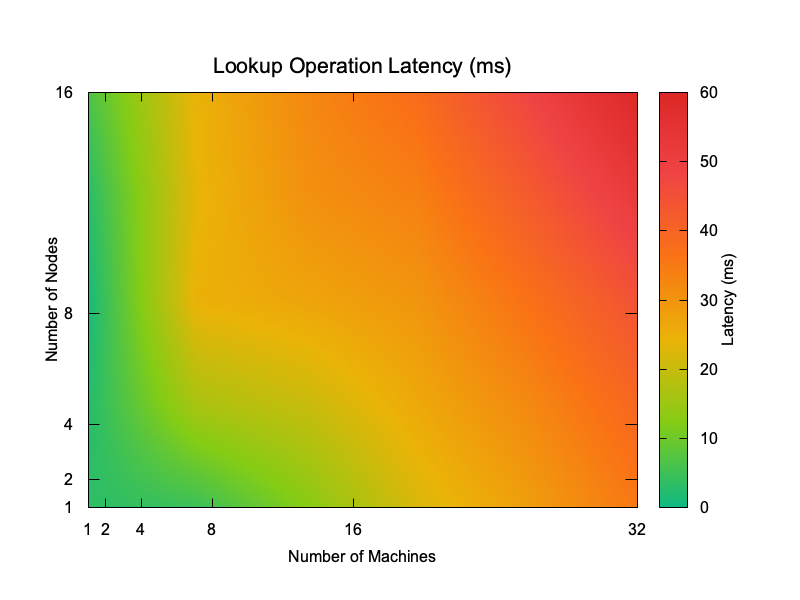 Lookup Operation Latency (ms)
16
8
4
2
1
Number of Nodes
1 2 4 8 16 32
Number of Machines
60
50
40
30
20
10
0
Latency (ms)